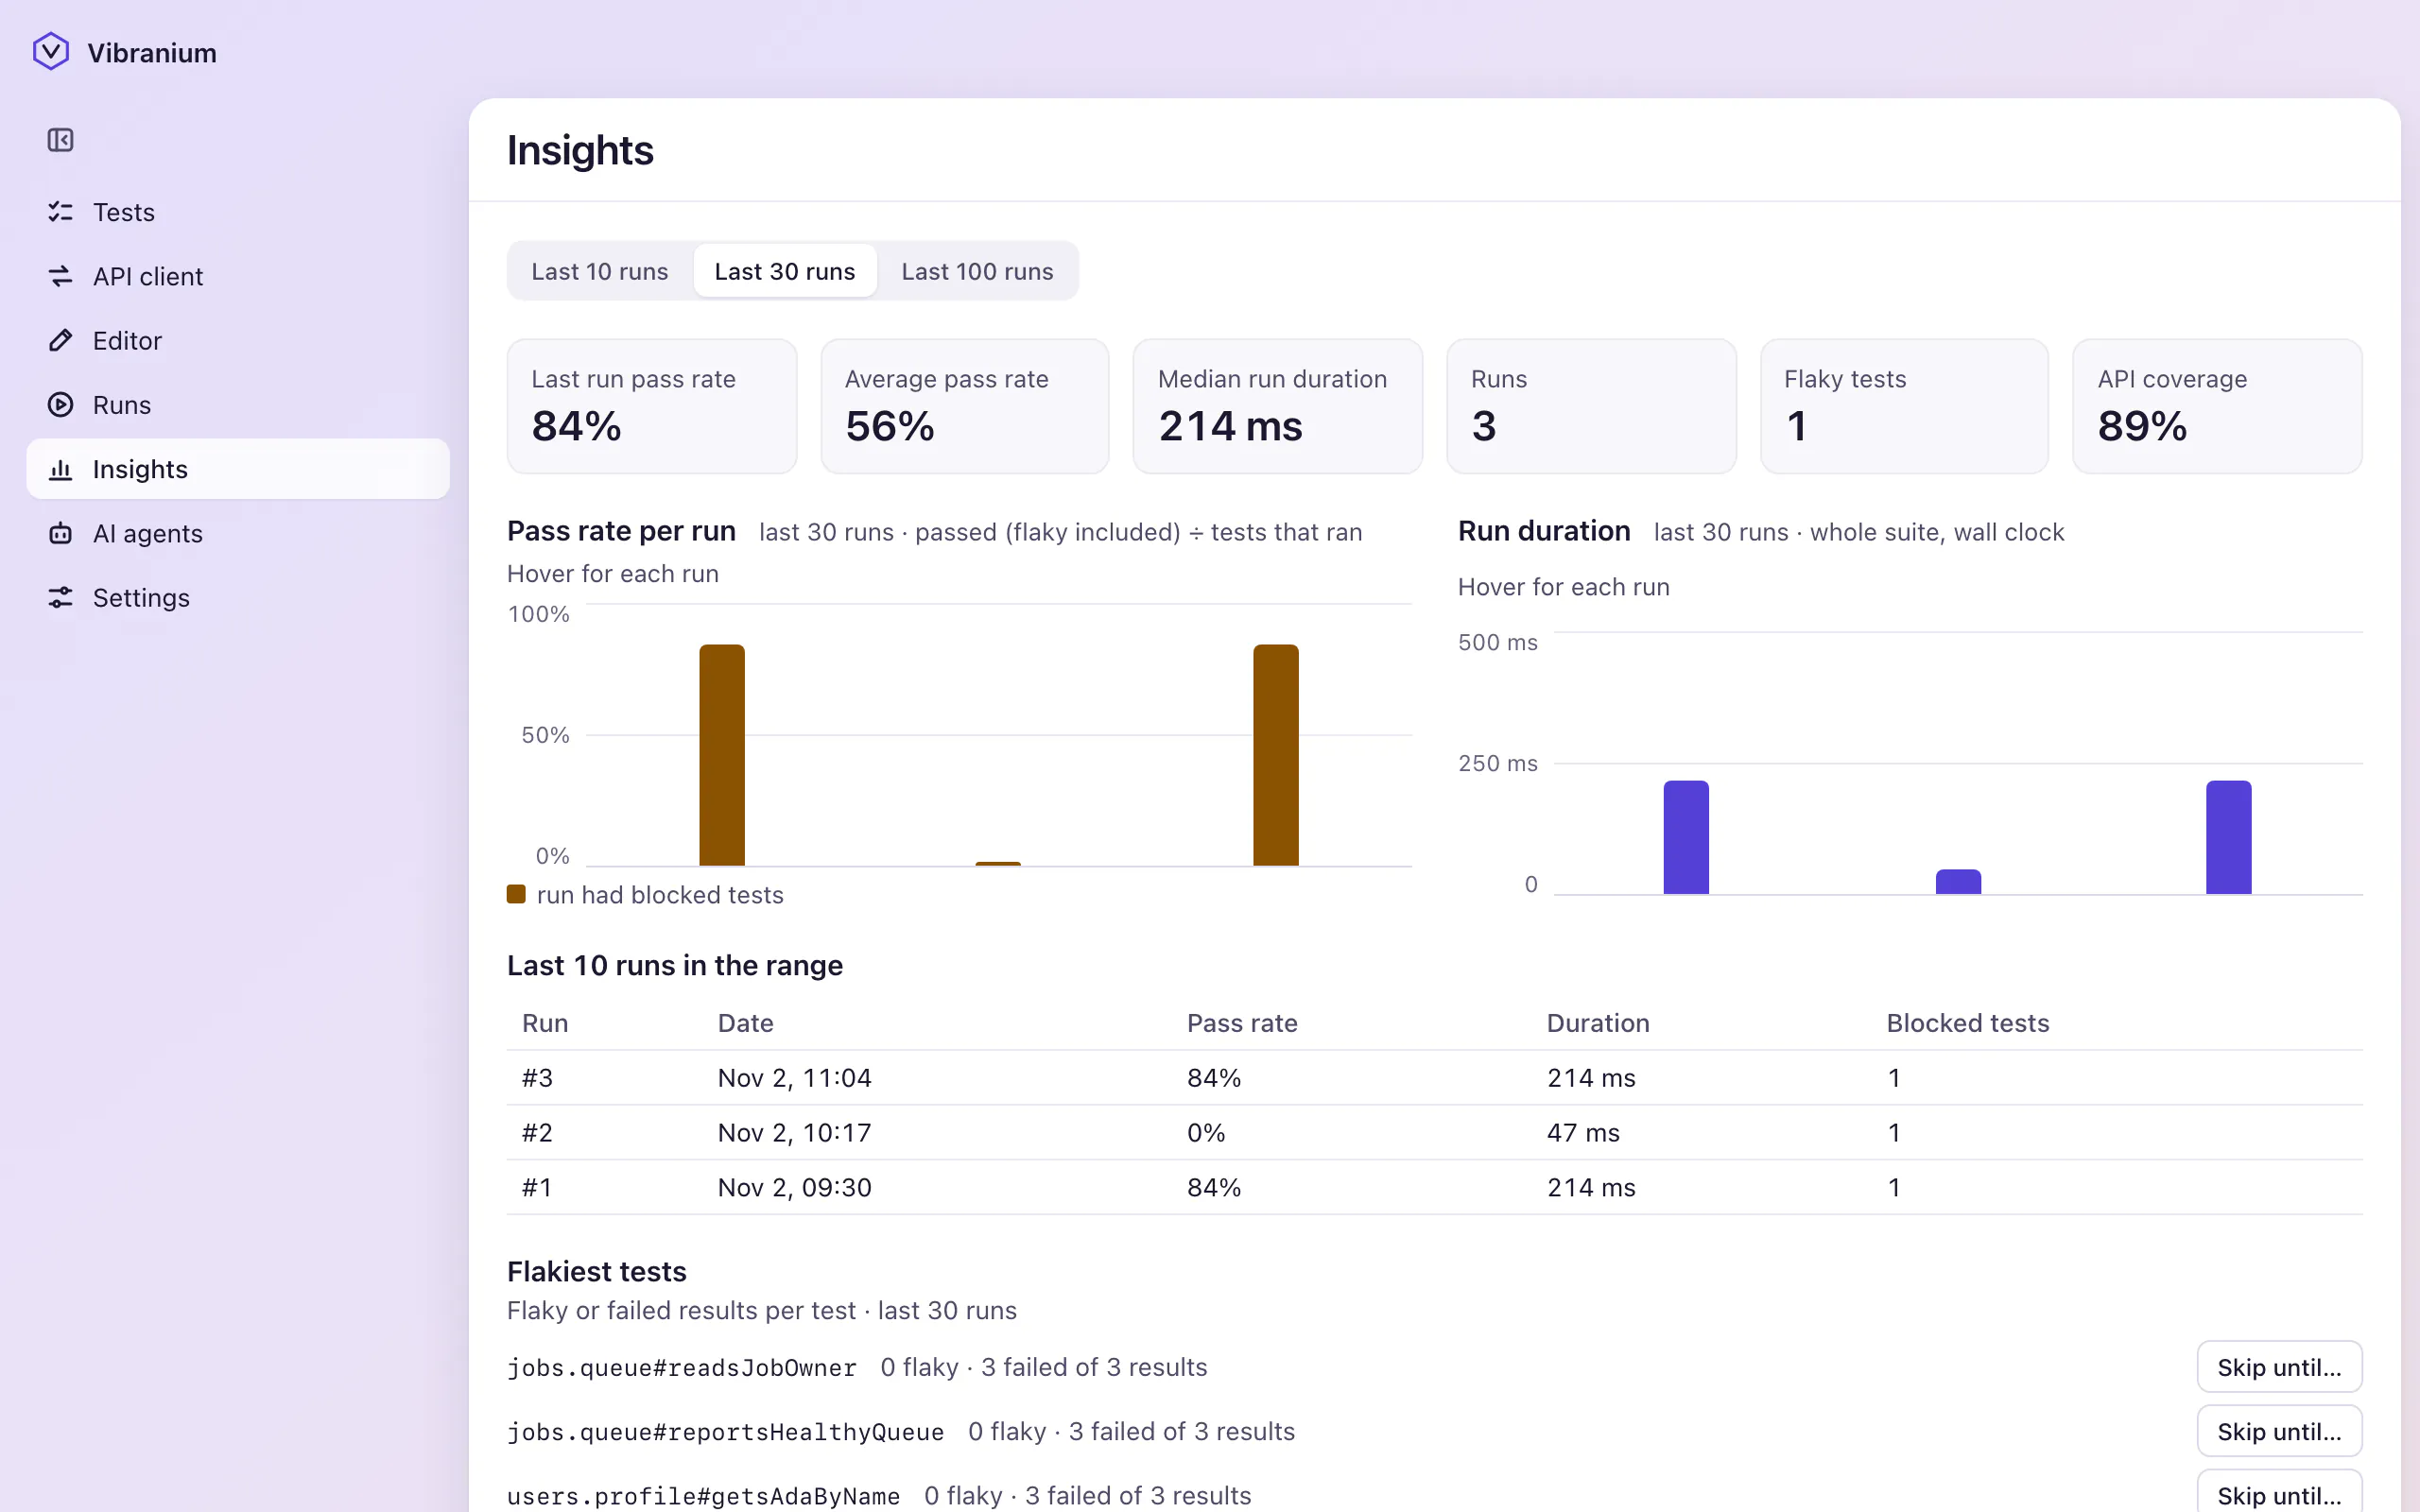 Vibranium
Tests
API client
Editor
Runs
Insights
AI agents
Settings
Insights
Last 10 runs Last 30 runs Last 100 runs
Last run pass rate
84%
Average pass rate
56%
Median run duration
214 ms
Runs
3
Flaky tests
1
API coverage
89%
Pass rate per run last 30 runs · passed (flaky included) ÷ tests that ran
Hover for each run
100%
50%
0%
run had blocked tests
Run duration last 30 runs · whole suite, wall clock
Hover for each run
500 ms
250 ms
0
Last 10 runs in the range
Run Date Pass rate Duration Blocked tests
#3 Nov 2, 11:04 84% 214 ms 1
#2 Nov 2, 10:17 0% 47 ms 1
#1 Nov 2, 09:30 84% 214 ms 1
Flakiest tests
Flaky or failed results per test · last 30 runs
jobs.queue#readsJobOwner 0 flaky · 3 failed of 3 results Skip until...
jobs.queue#reportsHealthyQueue 0 flaky · 3 failed of 3 results Skip until...
users.profile#getsAdaByName 0 flaky · 3 failed of 3 results Skip until...